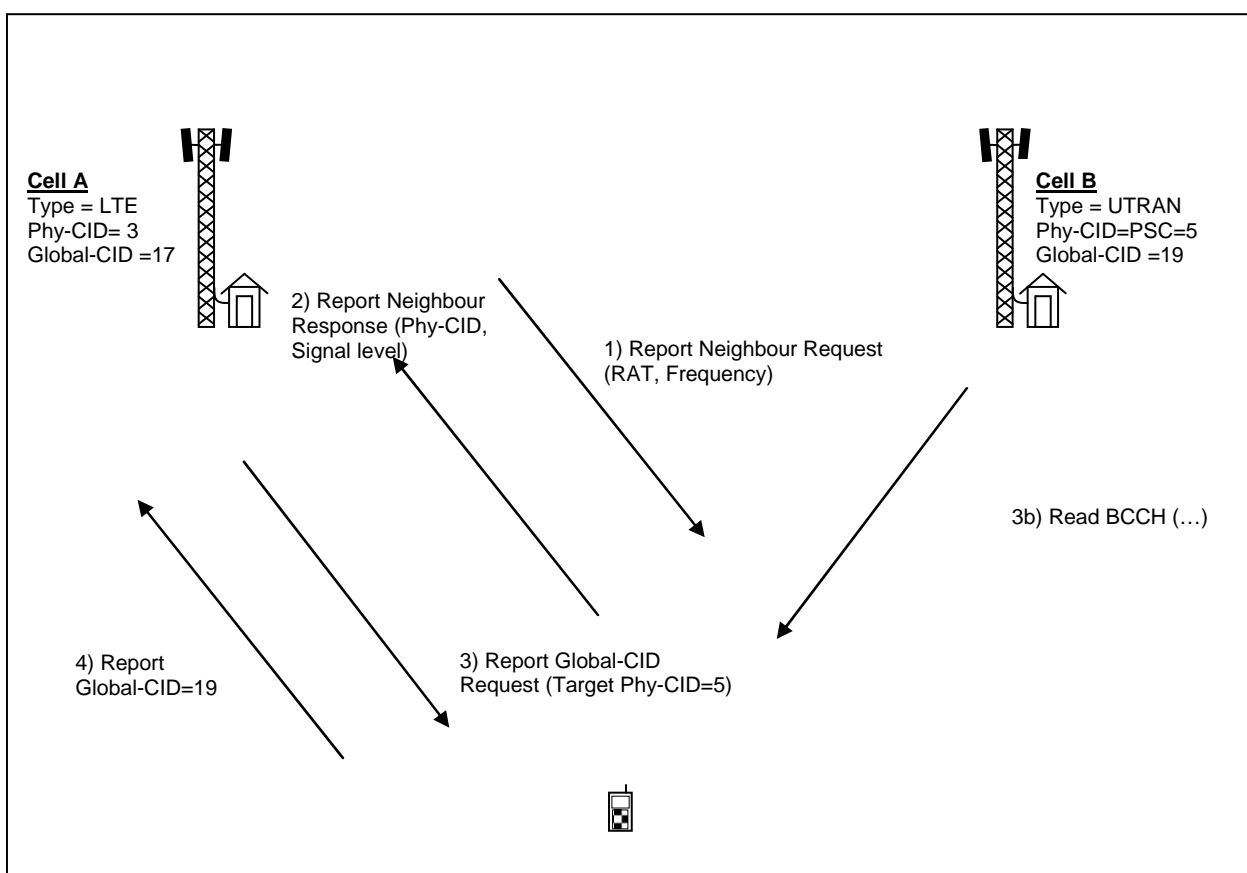 Cell A
Type = LTE
Phy-CID= 3
Global-CID =17
Cell B
Type = UTRAN
Phy-CID=PSC=5
Global-CID =19
2) Report Neighbour
Response (Phy-CID,
Signal level)
1) Report Neighbour Request
(RAT, Frequency)
3b) Read BCCH (…)
4) Report
Global-CID=19
3) Report Global-CID
Request (Target Phy-CID=5)